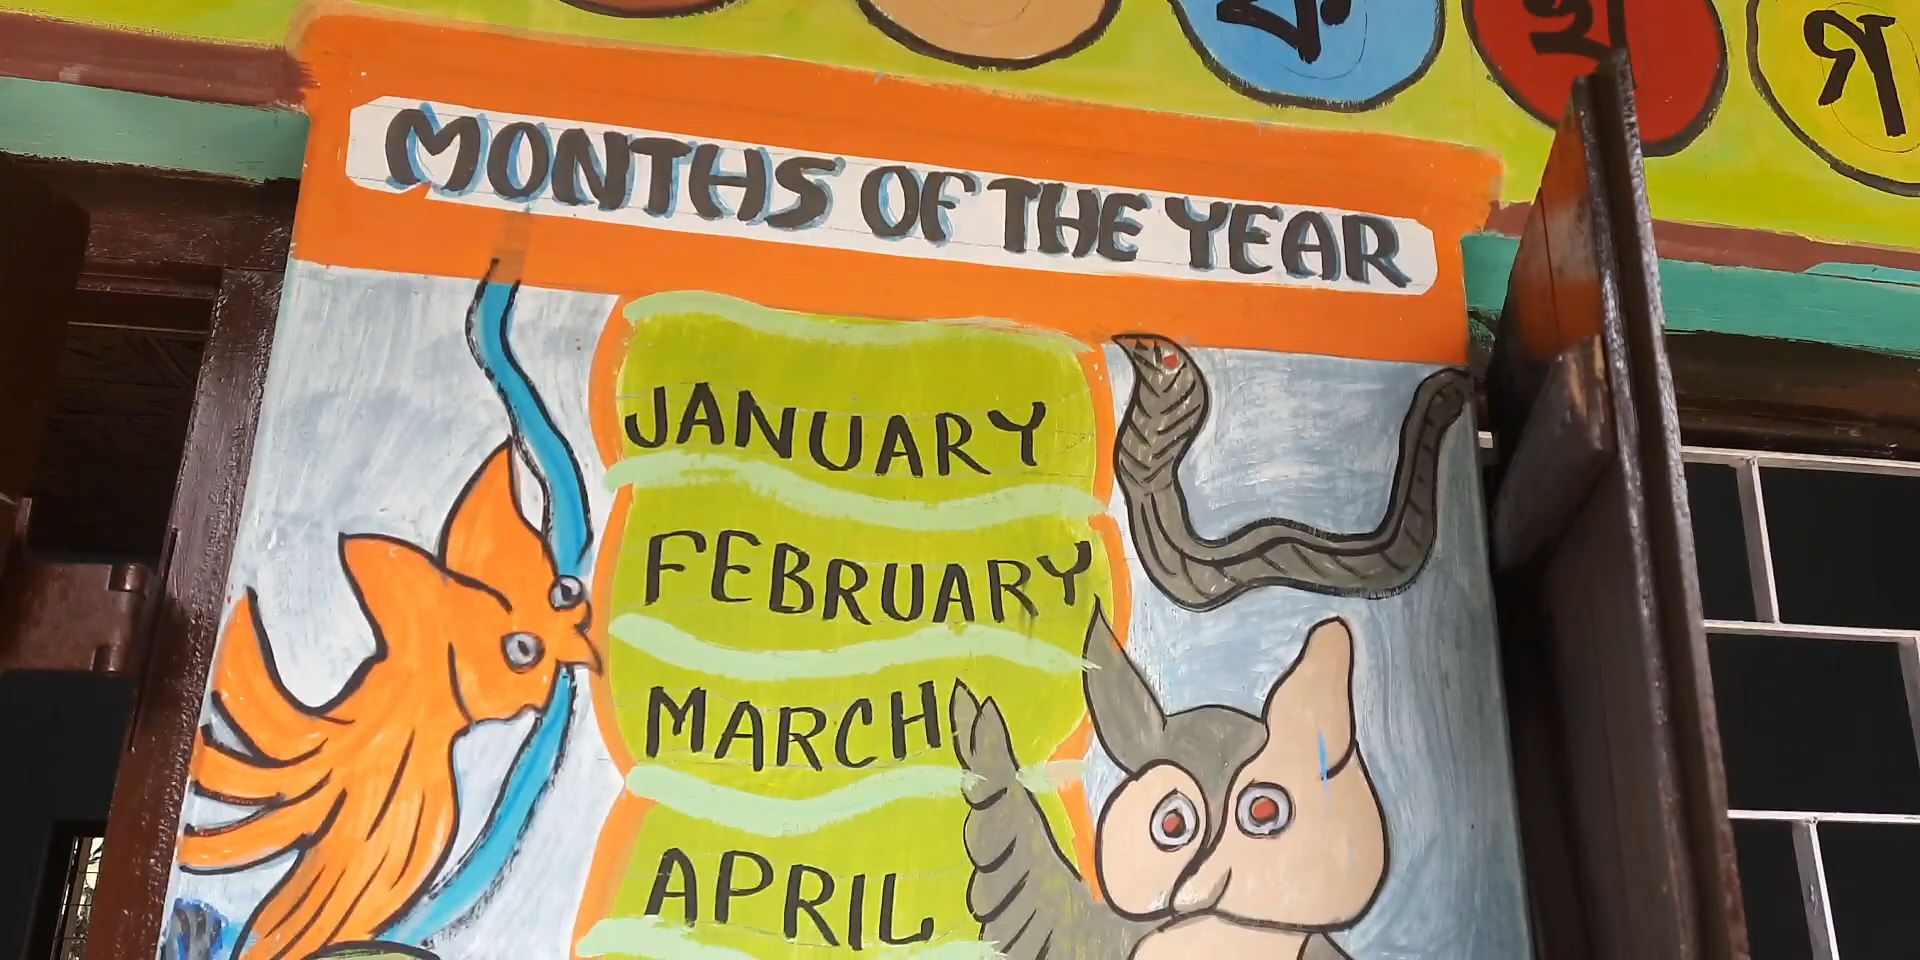 ক হ গ
MONTHS OF THE YEAR
JANUARY
FEBRUARY
MARCH
APRIL